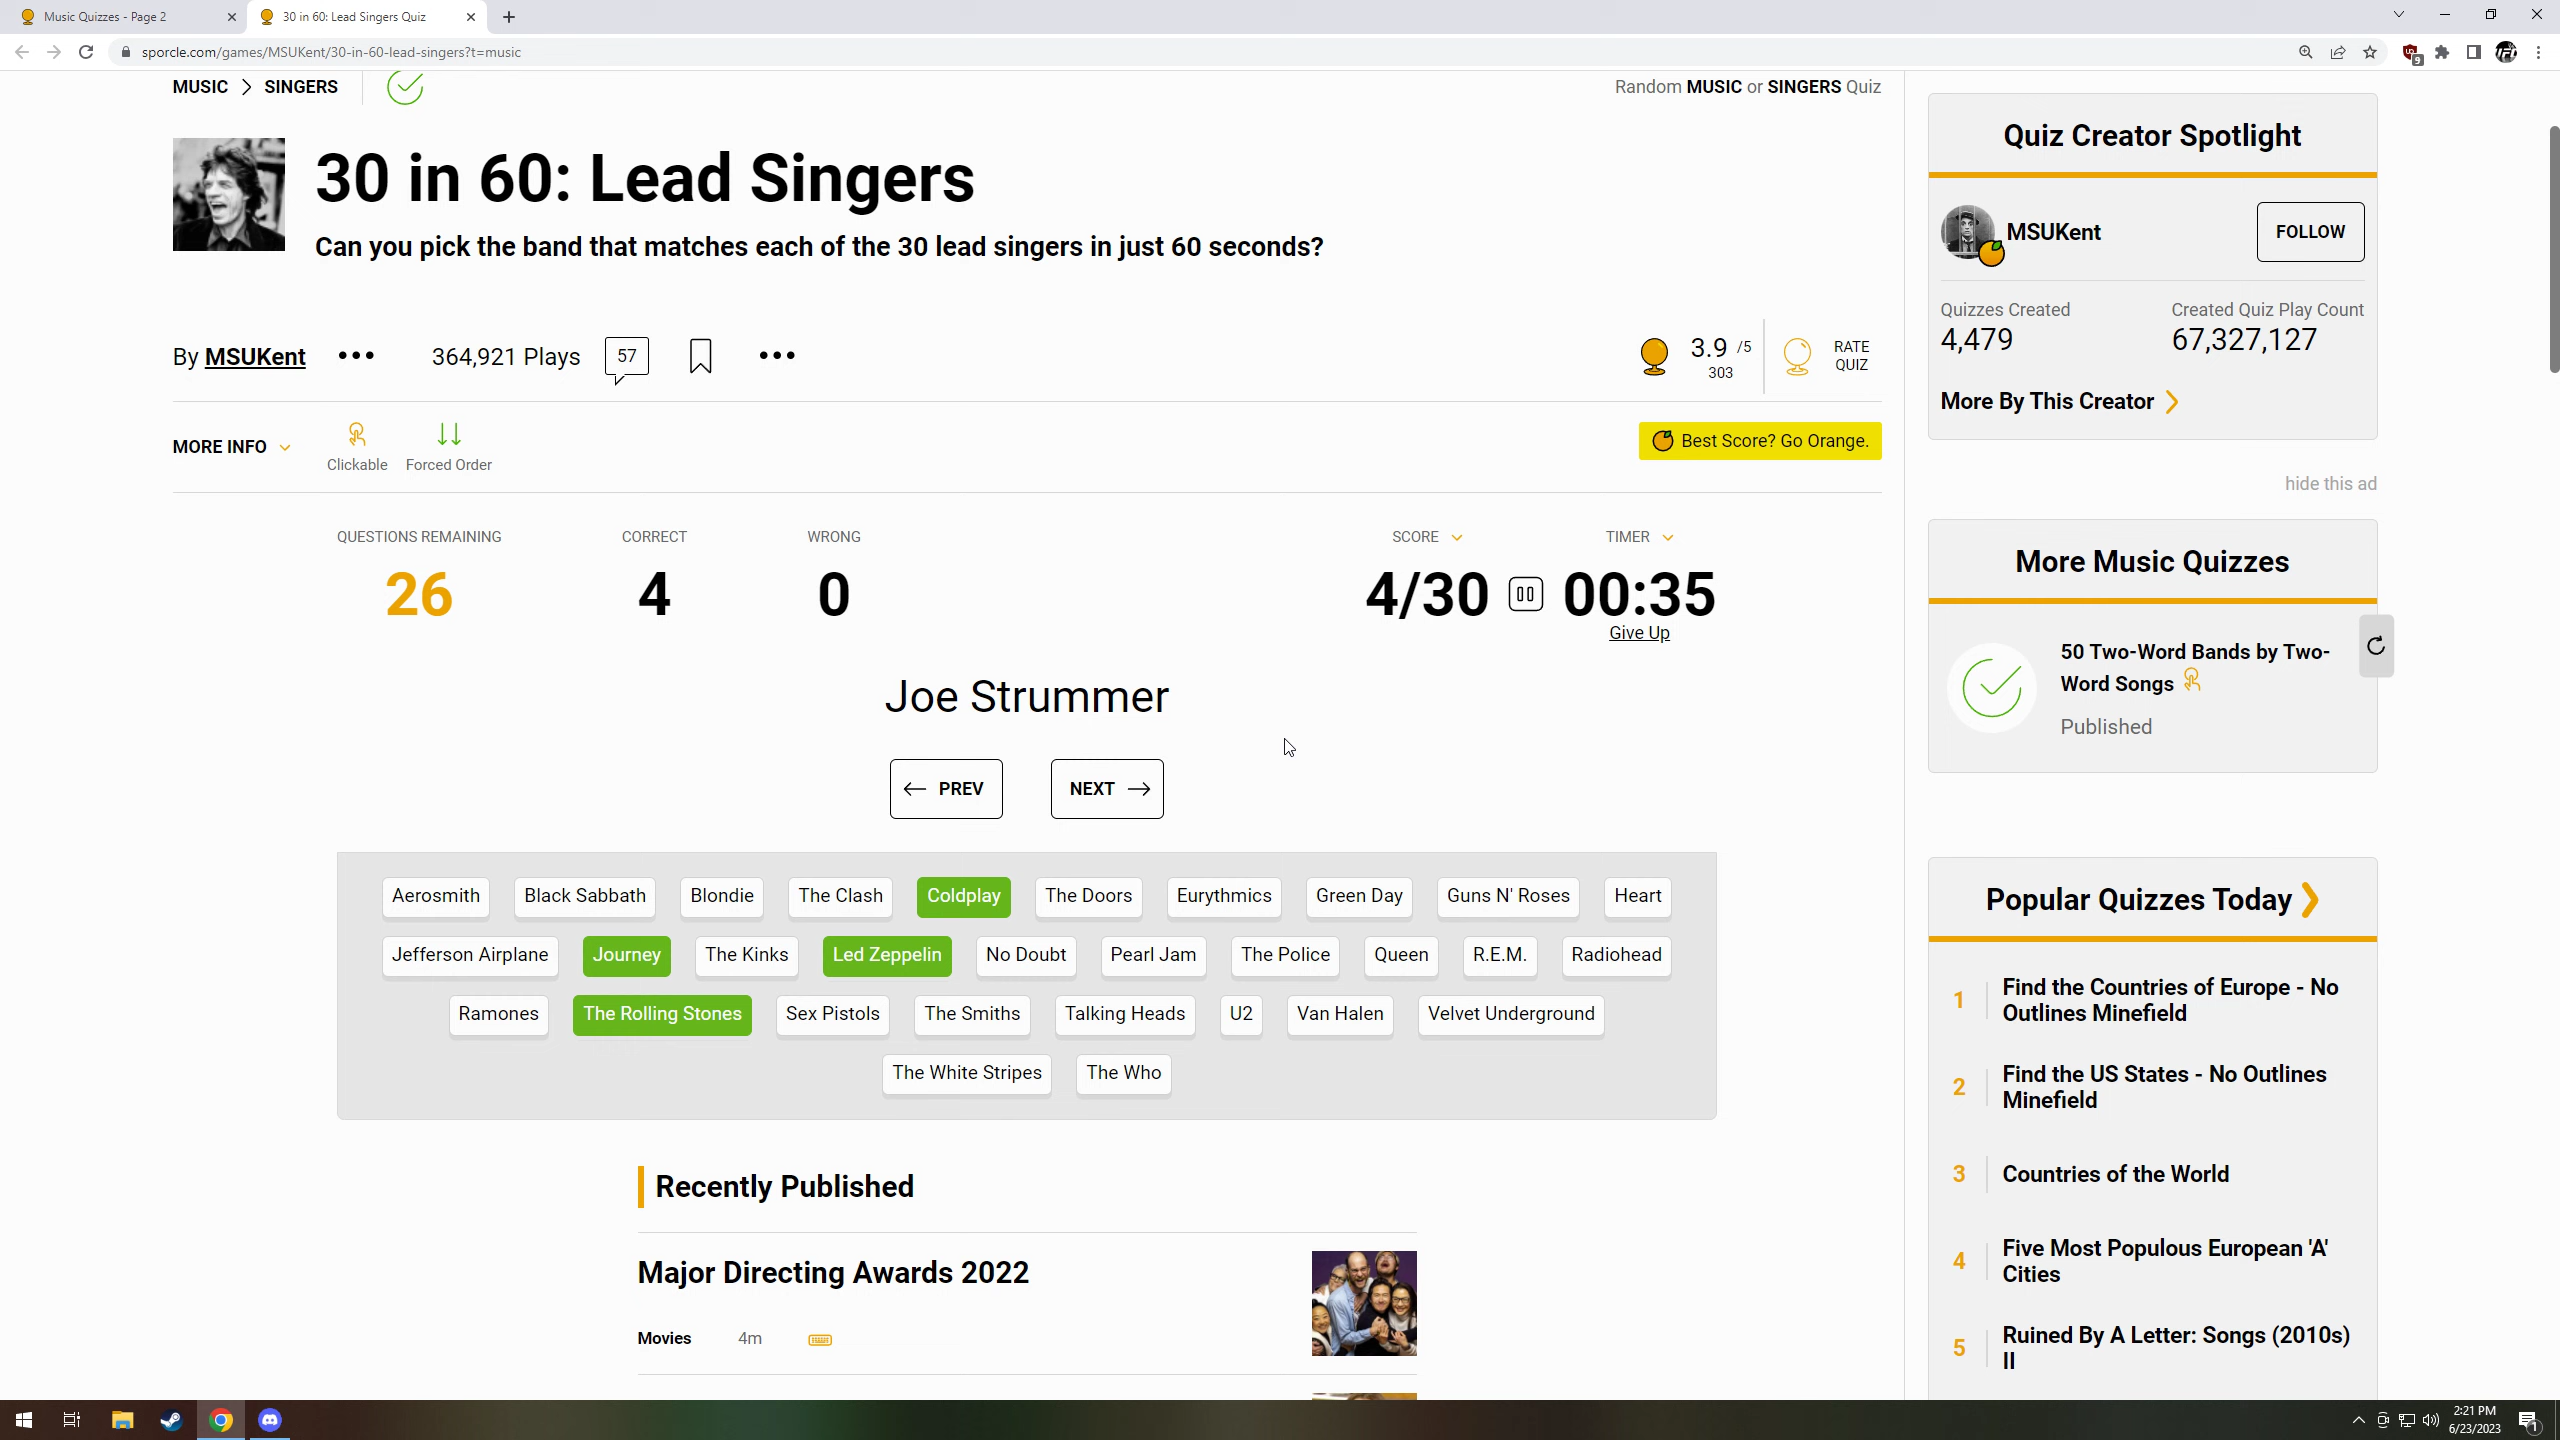 Music Quizzes - Page 2
30 in 60: Lead Singers Quiz
sporcle.com/games/MSUKent/30-in-60-lead-singers?t=music
9
MUSIC > SINGERS
Random MUSIC or SINGERS Quiz
30 in 60: Lead Singers
Can you pick the band that matches each of the 30 lead singers in just 60 seconds?
By MSUKent
364,921 Plays
57
3.9 /5
303
RATE
QUIZ
MORE INFO
Clickable
Forced Order
Best Score? Go Orange.
QUESTIONS REMAINING
26
CORRECT
4
WRONG
0
SCORE
4/30
TIMER
00:35
Give Up
Joe Strummer
PREV
NEXT
Aerosmith
Black Sabbath
Blondie
The Clash
Coldplay
The Doors
Eurythmics
Green Day
Guns N' Roses
Heart
Jefferson Airplane
Journey
The Kinks
Led Zeppelin
No Doubt
Pearl Jam
The Police
Queen
R.E.M.
Radiohead
Ramones
The Rolling Stones
Sex Pistols
The Smiths
Talking Heads
U2
Van Halen
Velvet Underground
The White Stripes
The Who
Recently Published
Major Directing Awards 2022
Movies
4m
Quiz Creator Spotlight
MSUKent
FOLLOW
Quizzes Created
4,479
Created Quiz Play Count
67,327,127
More By This Creator
hide this ad
More Music Quizzes
50 Two-Word Bands by Two-
Word Songs
Published
Popular Quizzes Today
1
Find the Countries of Europe - No
Outlines Minefield
2
Find the US States - No Outlines
Minefield
3
Countries of the World
4
Five Most Populous European 'A'
Cities
5
Ruined By A Letter: Songs (2010s)
II
2:21 PM
6/23/2023
1